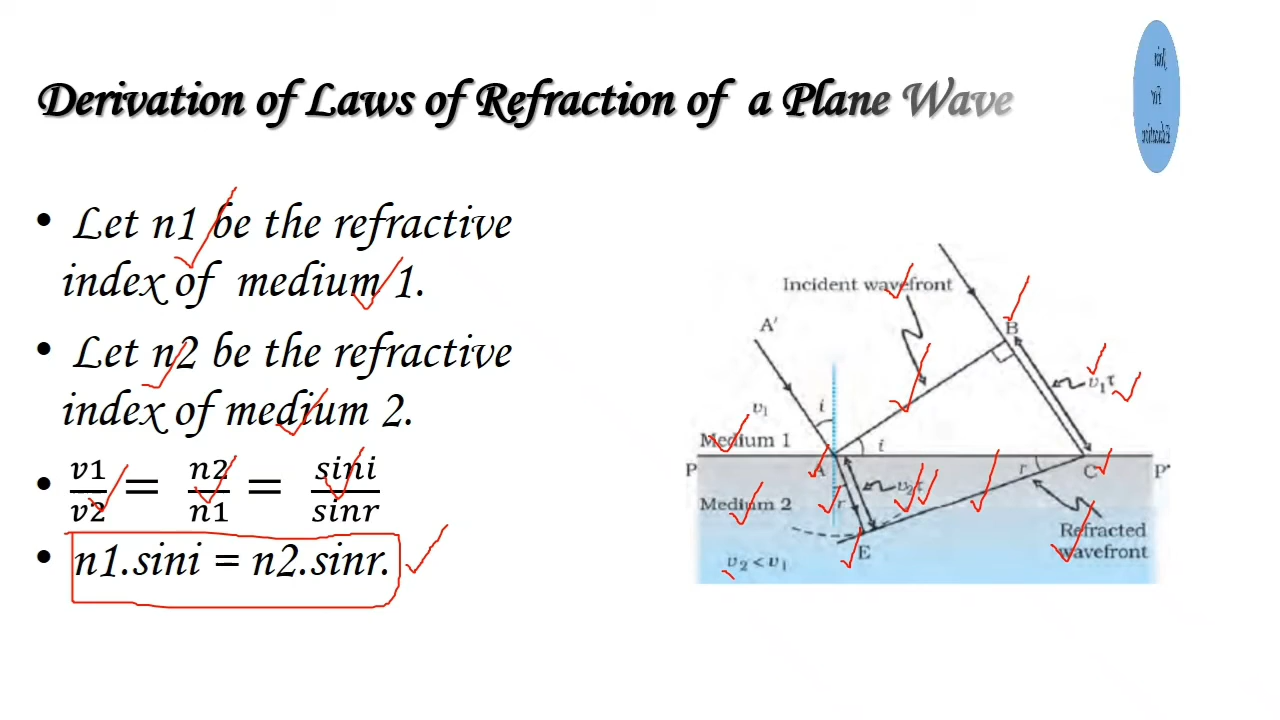 Derivation of Laws of Refraction of a Plane Wave
• Let n1 be the refractive
index of medium 1.
• Let n2 be the refractive
index of medium 2.
• v1/v2 = n2/n1 = sini/sinr
• n1.sini = n2.sinr.
Incident wavefront
A'
B
v₁τ
v₁
i
Medium 1
i
P
A
r
C
P'
Medium 2
r
v₂τ
E
Refracted
wavefront
v₂ < v₁